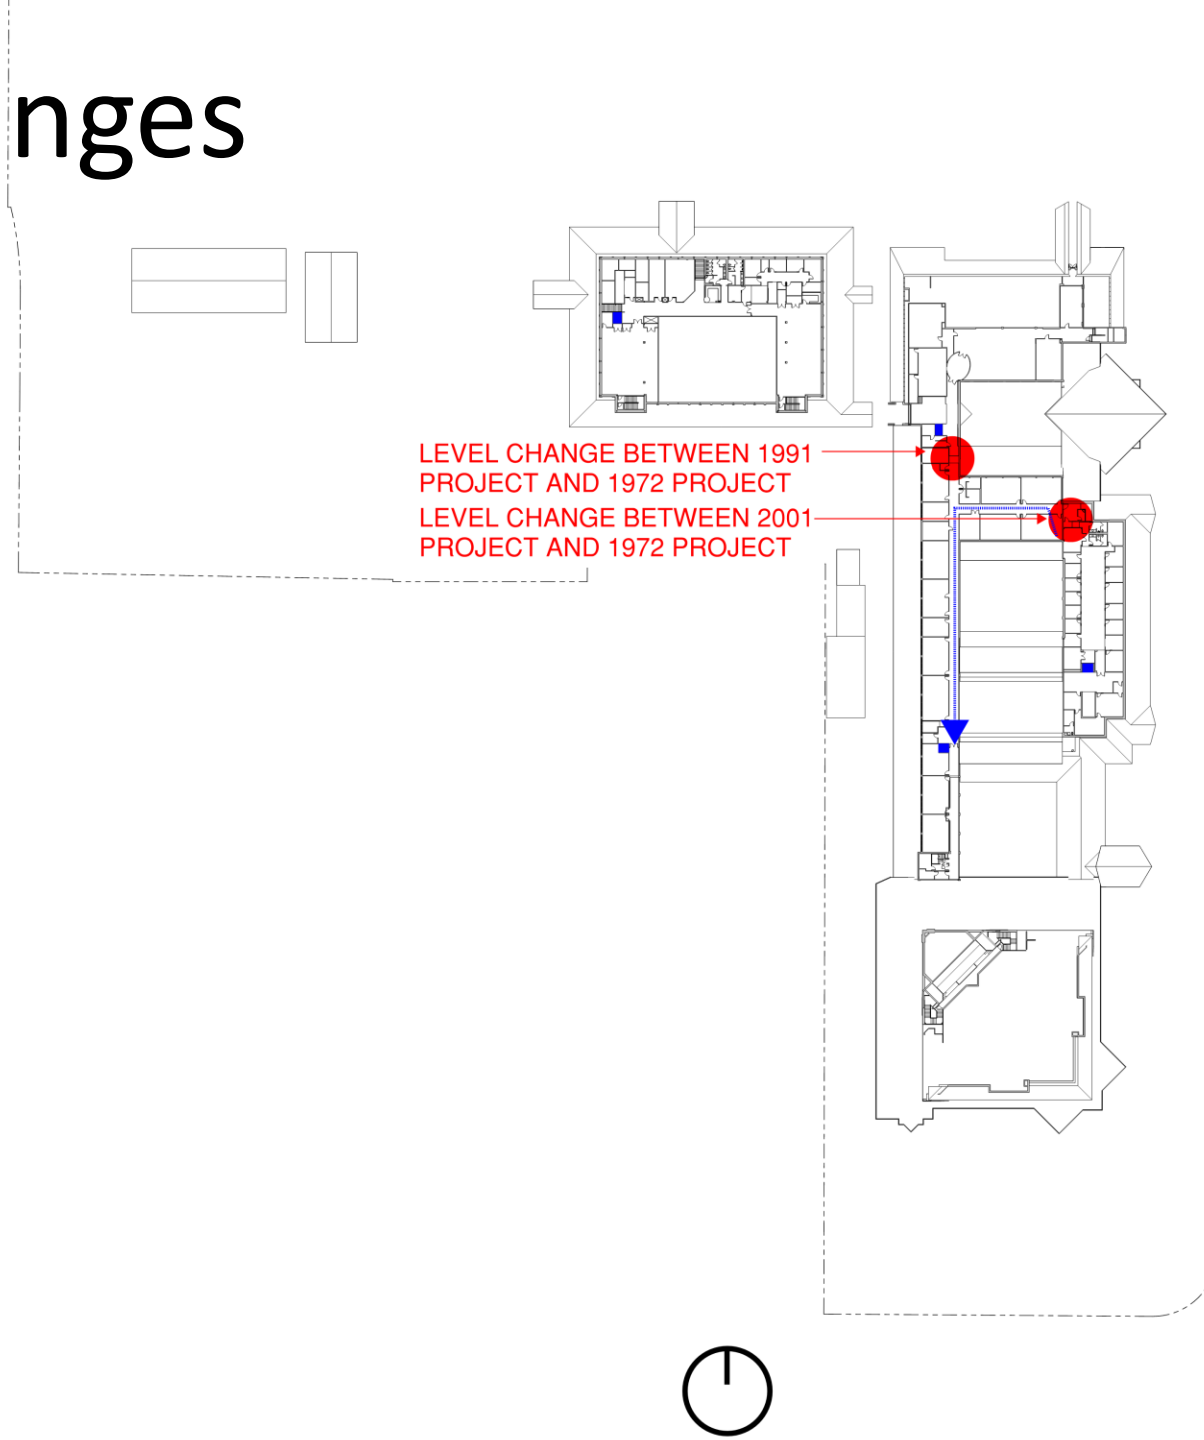 nges
LEVEL CHANGE BETWEEN 1991
PROJECT AND 1972 PROJECT
LEVEL CHANGE BETWEEN 2001
PROJECT AND 1972 PROJECT